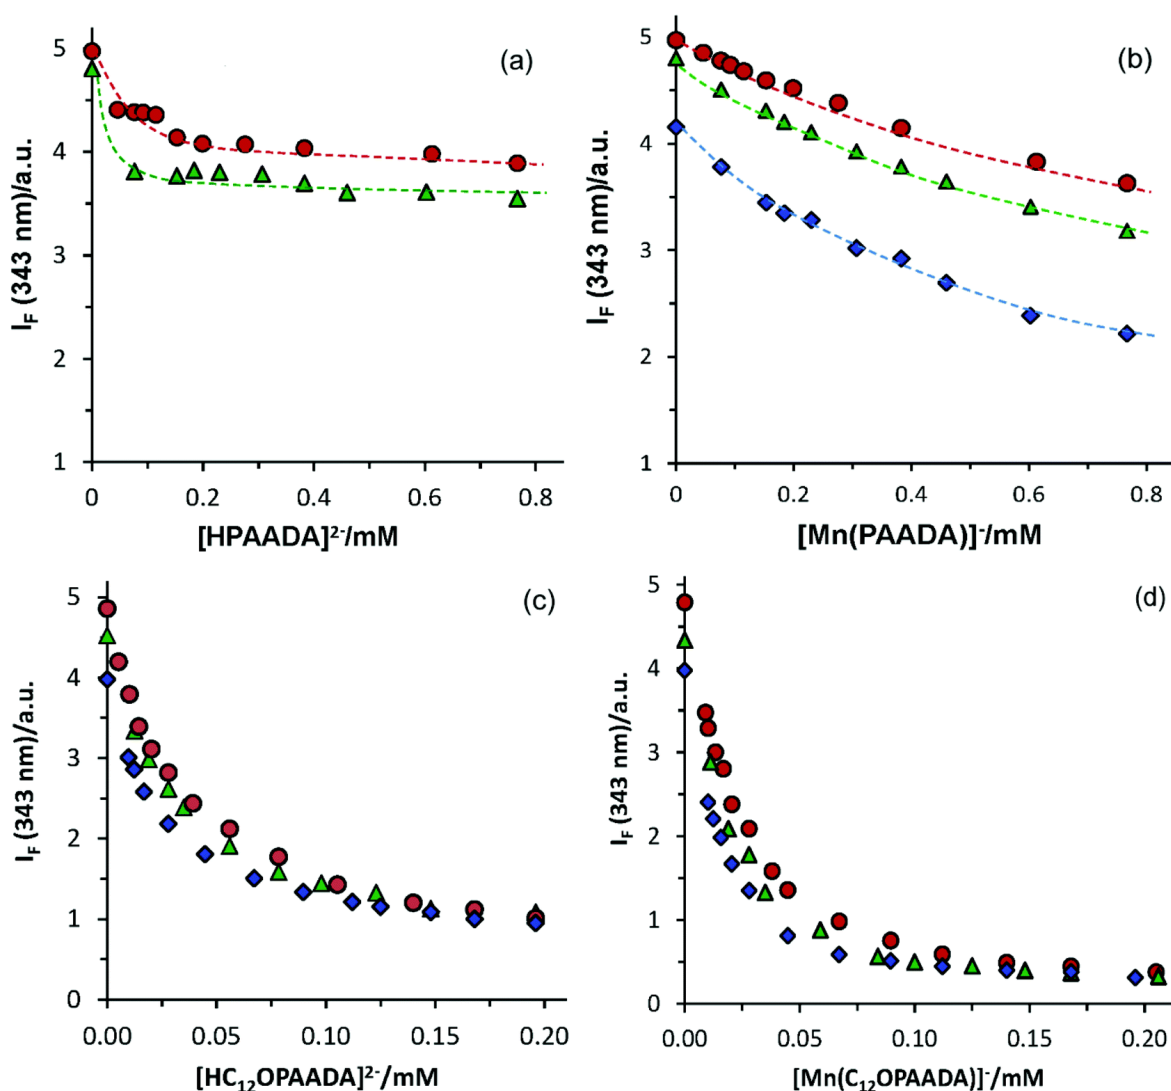 (a)
5
4
3
2
1
I_F (343 nm)/a.u.
0 0.2 0.4 0.6 0.8
[HPAADA]²⁻/mM
(b)
5
4
3
2
1
I_F (343 nm)/a.u.
0 0.2 0.4 0.6 0.8
[Mn(PAADA)]⁻/mM
(c)
5
4
3
2
1
0
I_F (343 nm)/a.u.
0.00 0.05 0.10 0.15 0.20
[HC₁₂OPAADA]²⁻/mM
(d)
5
4
3
2
1
0
I_F (343 nm)/a.u.
0.00 0.05 0.10 0.15 0.20
[Mn(C₁₂OPAADA)]⁻/mM